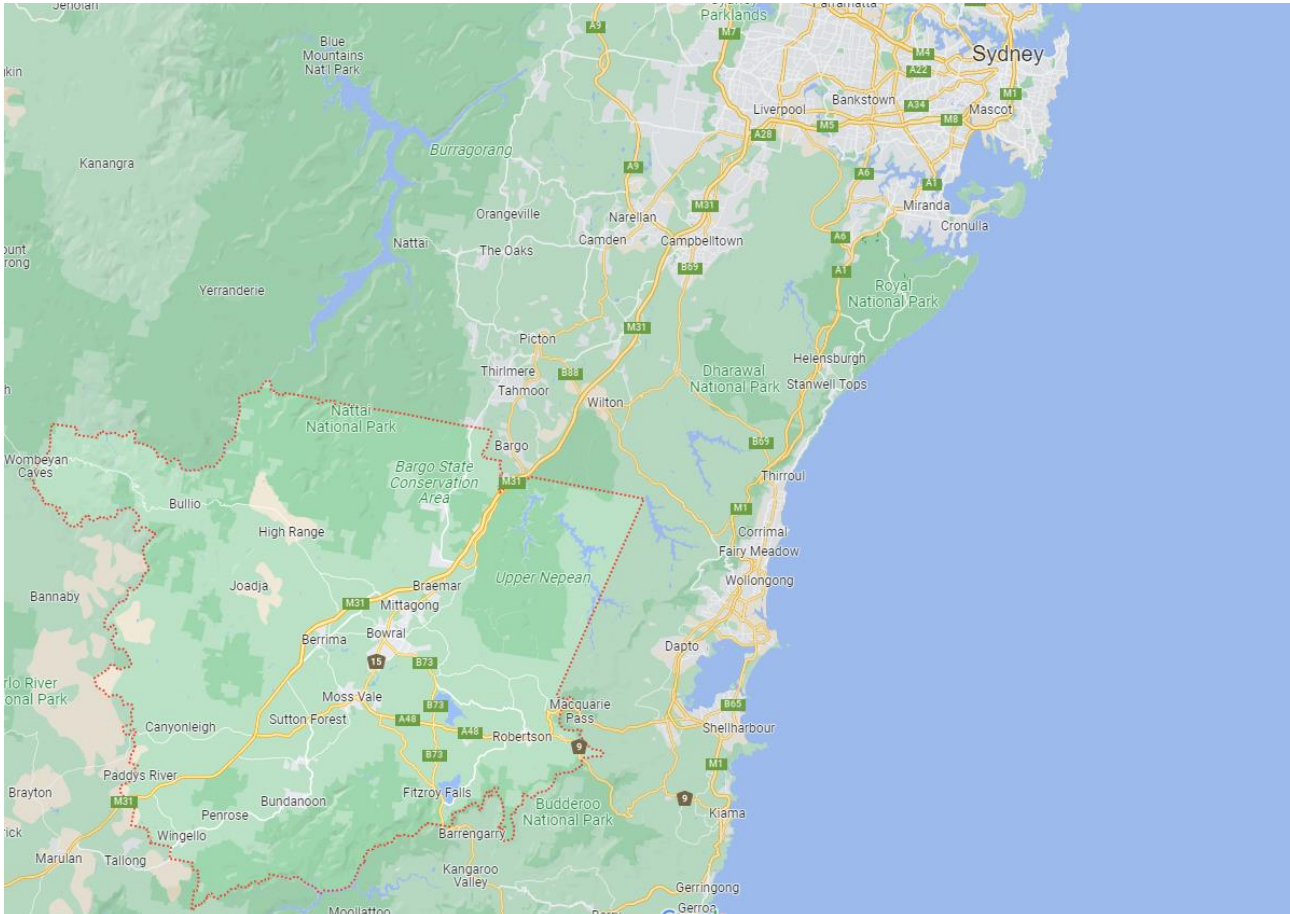 Jenolan
Parklands
Parramatta
A9
M7
Blue
Mountains
Nat'l Park
M4
Sydney
A22
Bankstown
A34
M1
Liverpool
Mascot
M5
M8
A28
Kanangra
Burragorang
A9
A6
A1
Miranda
Orangeville
M31
Narellan
Cronulla
Nattai
The Oaks
Camden
Campbelltown
A6
B69
A1
Royal
National Park
Yerranderie
M31
Picton
Helensburgh
Thirlmere
B88
Dharawal
National Park
Stanwell Tops
Tahmoor
Wilton
Nattai
National Park
Bargo
B69
Wombeyan
Caves
Bargo State
Conservation
Area
Thirroul
M31
Bullio
M1
High Range
Corrimal
Fairy Meadow
Upper Nepean
Wollongong
Joadja
Braemar
Bannaby
M31
Mittagong
Berrima
Bowral
Dapto
15
B73
Moss Vale
Macquarie
Pass
B73
B65
Sutton Forest
A48
Canyonleigh
A48
Robertson
Shellharbour
9
B73
M1
Paddys River
Brayton
M31
Bundanoon
Fitzroy Falls
Budderoo
National Park
9
Penrose
Kiama
Wingello
Barrengarry
Marulan
Tallong
Kangaroo
Valley
Gerringong
Moollattoo